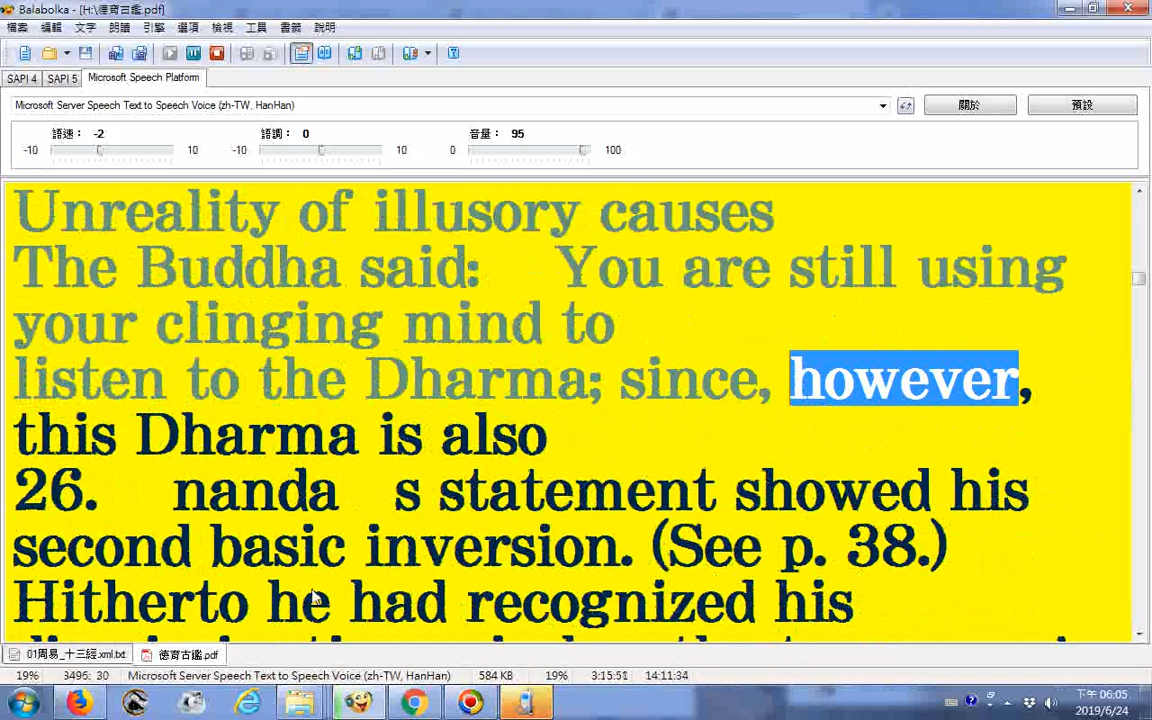 Balabolka - [H:\德育古鑑.pdf]
檔案 編輯 文字 朗讀 引擎 選項 檢視 工具 書籤 說明
SAPI 4 SAPI 5 Microsoft Speech Platform
Microsoft Server Speech Text to Speech Voice (zh-TW, HanHan) 關於 預設
語速： -2 語調： 0 音量： 95
-10 10 -10 10 0 100
Unreality of illusory causes
The Buddha said: You are still using
your clinging mind to
listen to the Dharma; since, however,
this Dharma is also
26. nanda s statement showed his
second basic inversion. (See p. 38.)
Hitherto he had recognized his
01周易_十三經.xml.txt 德育古鑑.pdf
19% 3496: 30 Microsoft Server Speech Text to Speech Voice (zh-TW, HanHan) 584 KB 19% 3:15:51 14:11:34
下午 06:05
2019/6/24